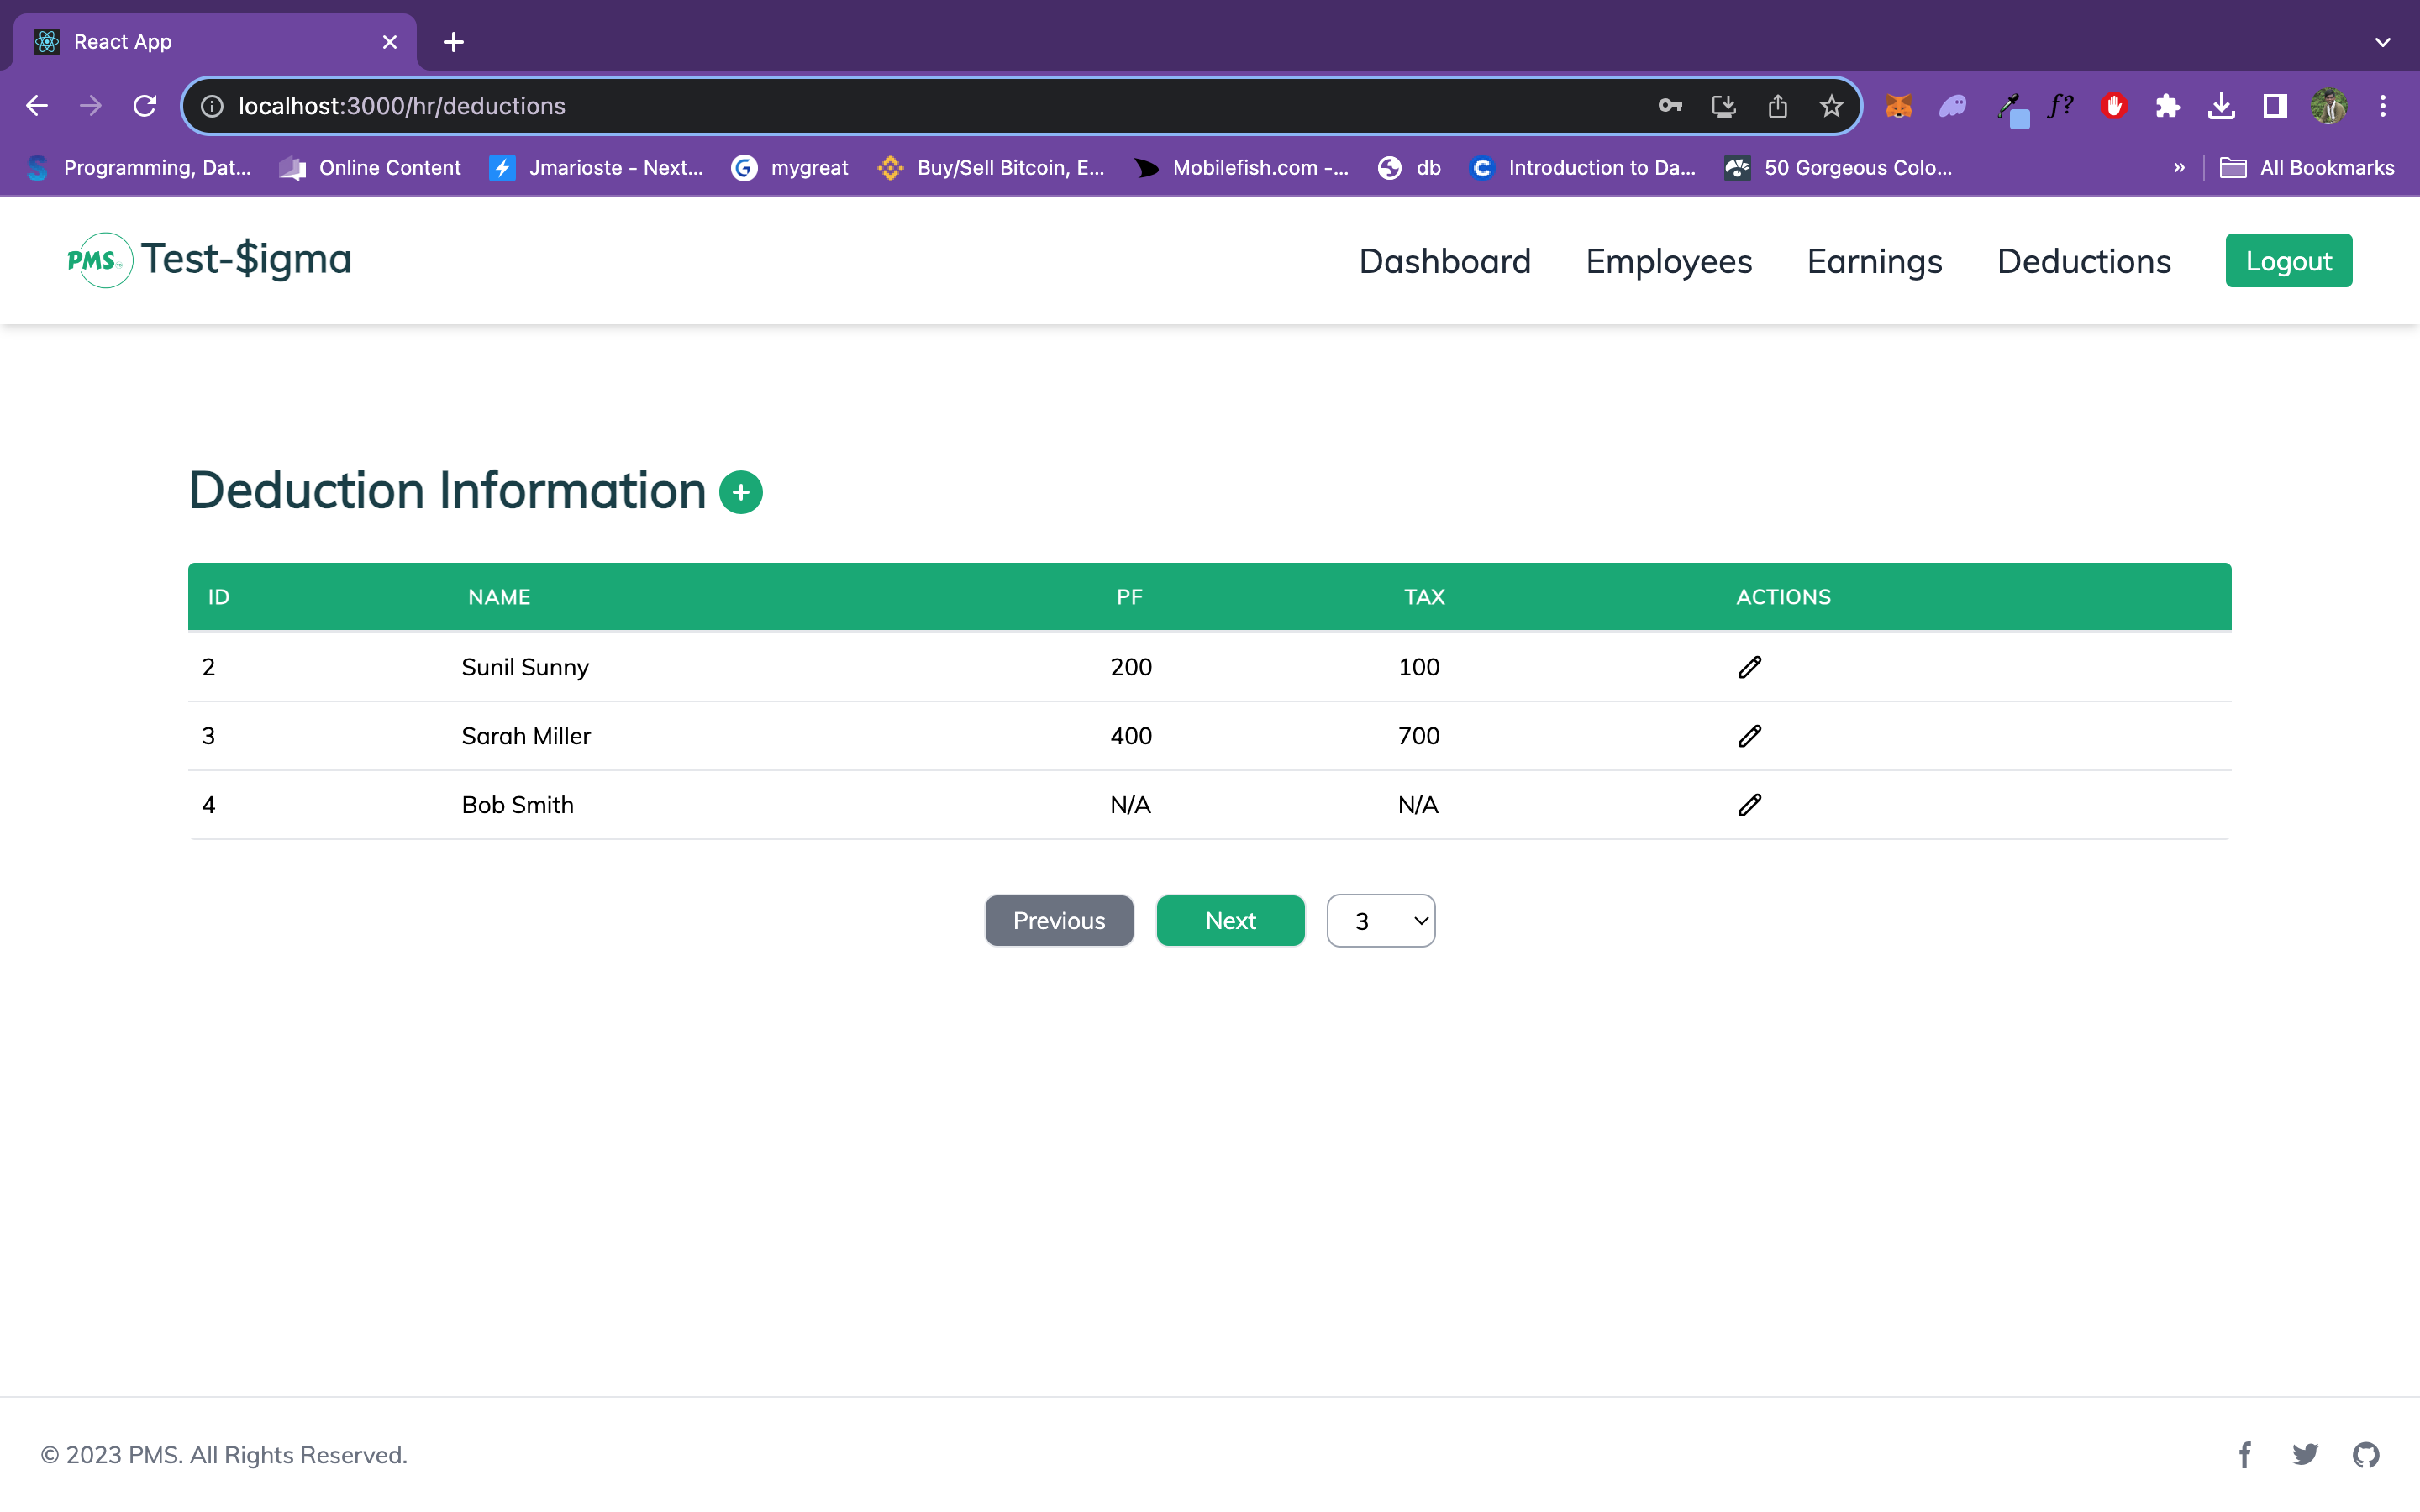 React App
localhost:3000/hr/deductions
f?
Programming, Dat... Online Content Jmarioste - Next... mygreat Buy/Sell Bitcoin, E... Mobilefish.com -... db Introduction to Da... 50 Gorgeous Colo... » All Bookmarks
PMS Test-$igma Dashboard Employees Earnings Deductions Logout
Deduction Information +
ID NAME PF TAX ACTIONS
2 Sunil Sunny 200 100
3 Sarah Miller 400 700
4 Bob Smith N/A N/A
Previous Next 3
© 2023 PMS. All Rights Reserved.